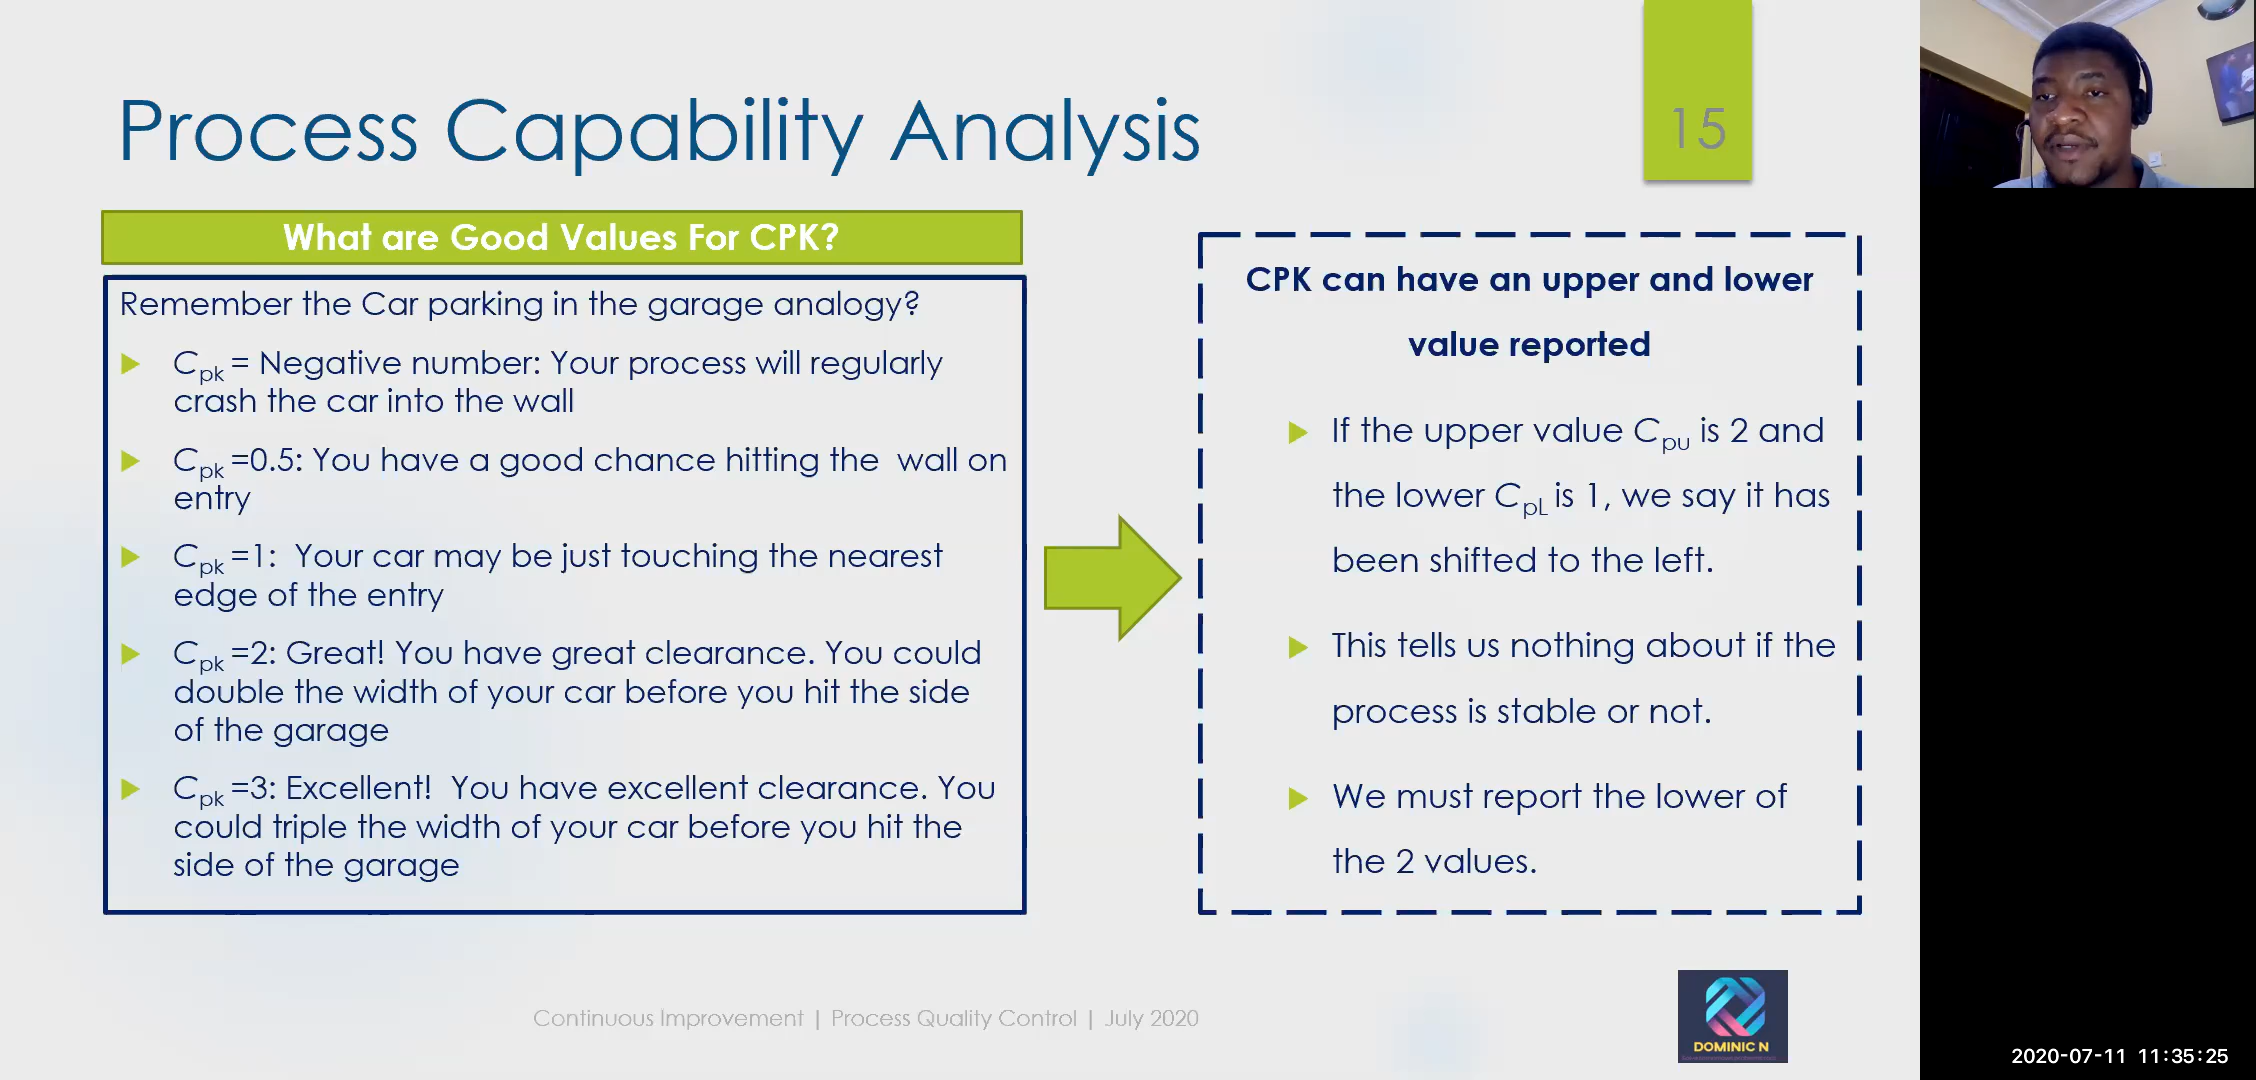 Process Capability Analysis
15
What are Good Values For CPK?
Remember the Car parking in the garage analogy?
Cpk = Negative number: Your process will regularly
crash the car into the wall
Cpk =0.5: You have a good chance hitting the  wall on
entry
Cpk =1:  Your car may be just touching the nearest
edge of the entry
Cpk =2: Great! You have great clearance. You could
double the width of your car before you hit the side
of the garage
Cpk =3: Excellent!  You have excellent clearance. You
could triple the width of your car before you hit the
side of the garage
CPK can have an upper and lower
value reported
If the upper value Cpu is 2 and
the lower CpL is 1, we say it has
been shifted to the left.
This tells us nothing about if the
process is stable or not.
We must report the lower of
the 2 values.
Continuous Improvement | Process Quality Control | July 2020
DOMINIC N
2020-07-11 11:35:25